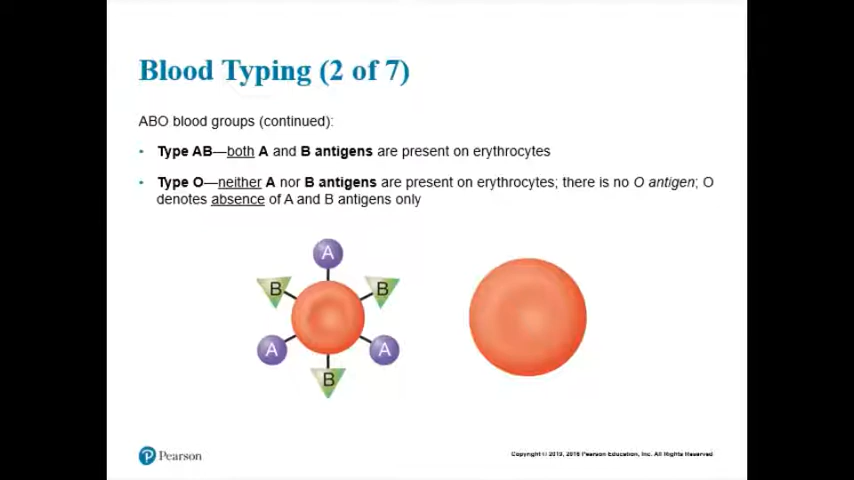 Blood Typing (2 of 7)
ABO blood groups (continued):
• Type AB—both A and B antigens are present on erythrocytes
• Type O—neither A nor B antigens are present on erythrocytes; there is no O antigen; O
denotes absence of A and B antigens only
A
B B
A A
B
Pearson
Copyright © 2019, 2016 Pearson Education, Inc. All Rights Reserved